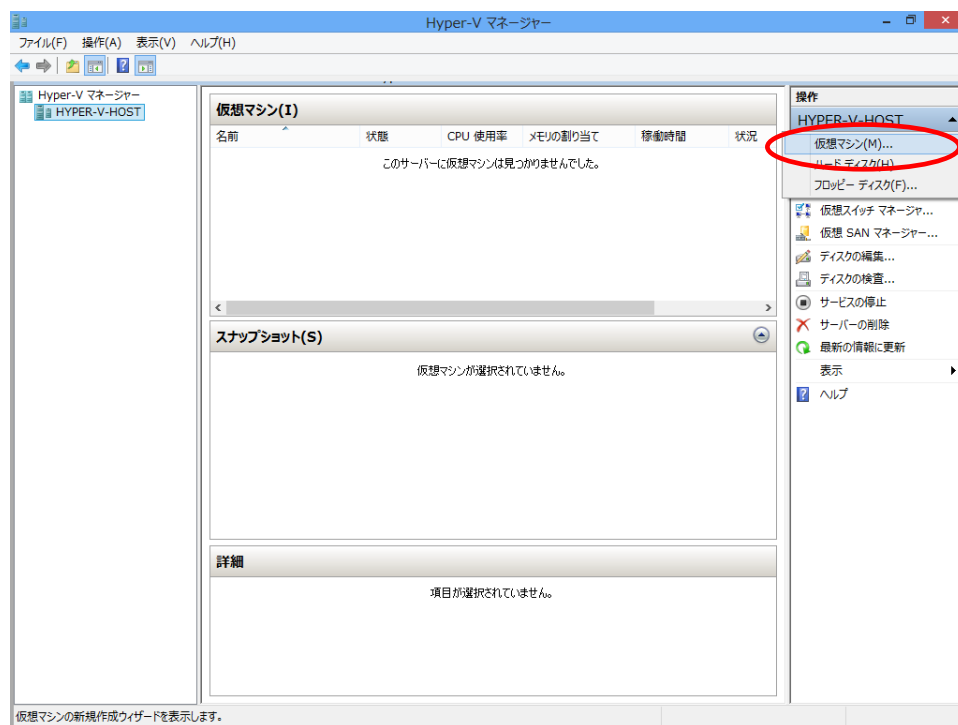 Hyper-V マネージャー
ファイル(F) 操作(A) 表示(V) ヘルプ(H)
Hyper-V マネージャー
HYPER-V-HOST
仮想マシン(I)
名前 状態 CPU 使用率 メモリの割り当て 稼働時間 状況
このサーバーに仮想マシンは見つかりませんでした。
スナップショット(S)
仮想マシンが選択されていません。
詳細
項目が選択されていません。
操作
HYPER-V-HOST
仮想マシン(M)...
ハード ディスク(H)
フロッピー ディスク(F)...
仮想スイッチ マネージャ...
仮想 SAN マネージャー...
ディスクの編集...
ディスクの検査...
サービスの停止
サーバーの削除
最新の情報に更新
表示
ヘルプ
仮想マシンの新規作成ウィザードを表示します。